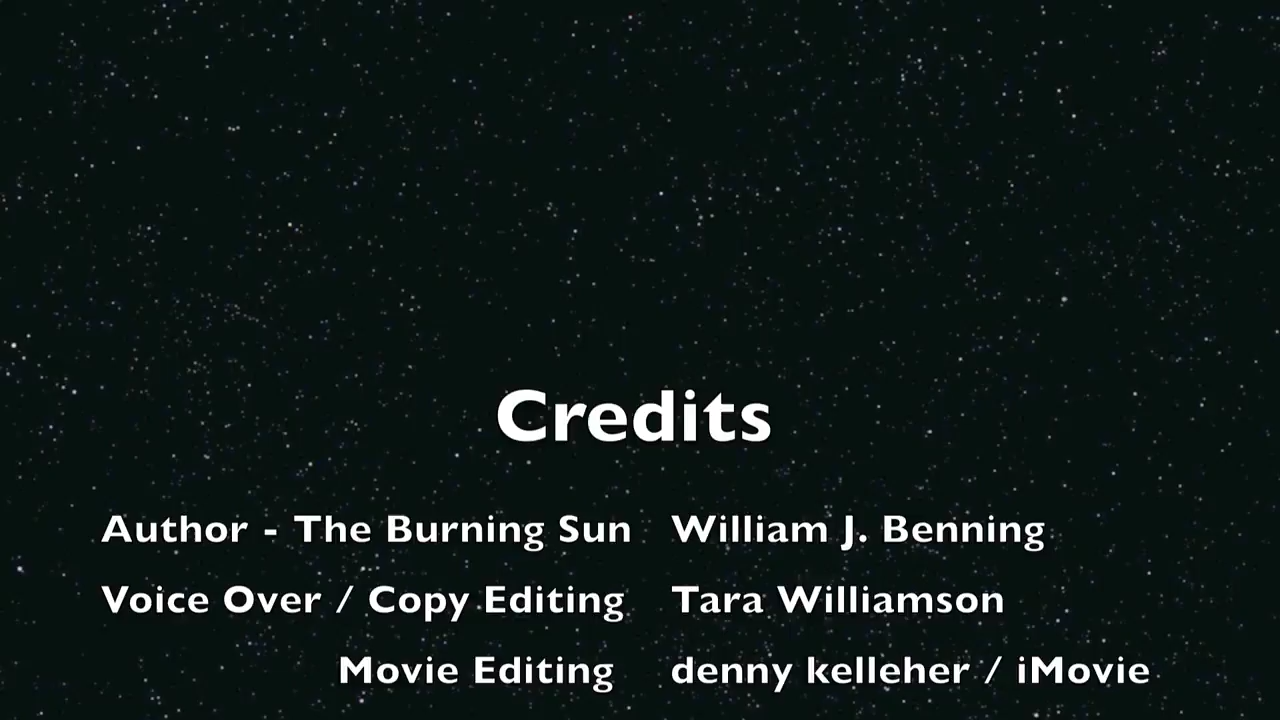 Credits
Author - The Burning Sun William J. Benning
Voice Over / Copy Editing Tara Williamson
Movie Editing denny kelleher / iMovie